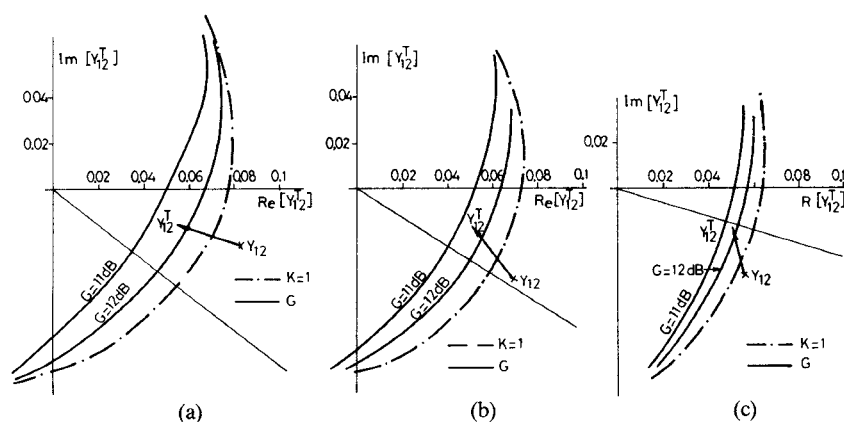 Im [Y₁₂ᵀ]
0.04
0.02
0.02 0.04 0.06 0.08 0.1
Re [Y₁₂ᵀ]
Y₁₂ᵀ
Y₁₂
G=11dB
G=12dB
K=1
G
(a)
Im [Y₁₂ᵀ]
0.04
0.02
0.02 0.04 0.06 0.08 0.1
Re [Y₁₂ᵀ]
Y₁₂ᵀ
Y₁₂
G=11dB
G=12dB
K=1
G
(b)
Im [Y₁₂ᵀ]
0.02
0.02 0.04 0.06 0.08 0.1
R [Y₁₂ᵀ]
Y₁₂ᵀ
G=12dB
Y₁₂
G=11dB
K=1
G
(c)